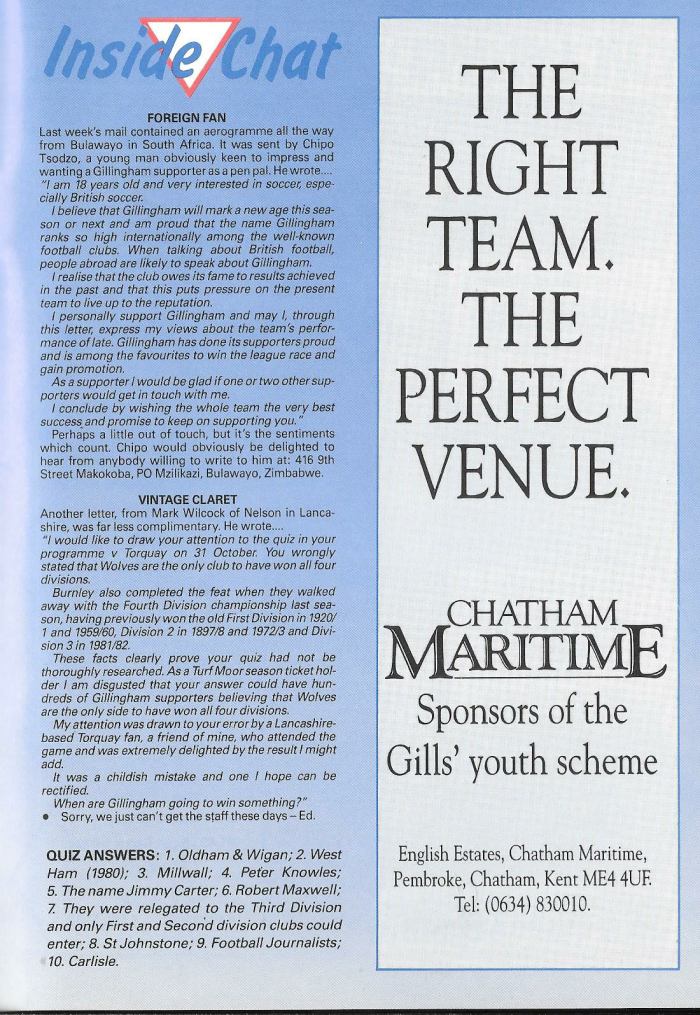 Inside Chat
FOREIGN FAN
Last week's mail contained an aerogramme all the way
from Bulawayo in South Africa. It was sent by Chipo
Tsodzo, a young man obviously keen to impress and
wanting a Gillingham supporter as a pen pal. He wrote....
"I am 18 years old and very interested in soccer, espe-
cially British soccer.
I believe that Gillingham will mark a new age this sea-
son or next and am proud that the name Gillingham
ranks so high internationally among the well-known
football clubs. When talking about British football,
people abroad are likely to speak about Gillingham.
I realise that the club owes its fame to results achieved
in the past and that this puts pressure on the present
team to live up to the reputation.
I personally support Gillingham and may I, through
this letter, express my views about the team's perfor-
mance of late. Gillingham has done its supporters proud
and is among the favourites to win the league race and
gain promotion.
As a supporter I would be glad if one or two other sup-
porters would get in touch with me.
I conclude by wishing the whole team the very best
success and promise to keep on supporting you."
Perhaps a little out of touch, but it's the sentiments
which count. Chipo would obviously be delighted to
hear from anybody willing to write to him at: 416 9th
Street Makokoba, PO Mzilikazi, Bulawayo, Zimbabwe.
VINTAGE CLARET
Another letter, from Mark Wilcock of Nelson in Lanca-
shire, was far less complimentary. He wrote....
"I would like to draw your attention to the quiz in your
programme v Torquay on 31 October. You wrongly
stated that Wolves are the only club to have won all four
divisions.
Burnley also completed the feat when they walked
away with the Fourth Division championship last sea-
son, having previously won the old First Division in 1920/
1 and 1959/60, Division 2 in 1897/8 and 1972/3 and Divi-
sion 3 in 1981/82.
These facts clearly prove your quiz had not be
thoroughly researched. As a Turf Moor season ticket hol-
der I am disgusted that your answer could have hun-
dreds of Gillingham supporters believing that Wolves
are the only side to have won all four divisions.
My attention was drawn to your error by a Lancashire-
based Torquay fan, a friend of mine, who attended the
game and was extremely delighted by the result I might
add.
It was a childish mistake and one I hope can be
rectified.
When are Gillingham going to win something?"
● Sorry, we just can't get the staff these days – Ed.
QUIZ ANSWERS: 1. Oldham & Wigan; 2. West
Ham (1980); 3. Millwall; 4. Peter Knowles;
5. The name Jimmy Carter; 6. Robert Maxwell;
7. They were relegated to the Third Division
and only First and Second division clubs could
enter; 8. St Johnstone; 9. Football Journalists;
10. Carlisle.
THE
RIGHT
TEAM.
THE
PERFECT
VENUE.
CHATHAM
MARITIME
Sponsors of the
Gills' youth scheme
English Estates, Chatham Maritime,
Pembroke, Chatham, Kent ME4 4UF.
Tel: (0634) 830010.